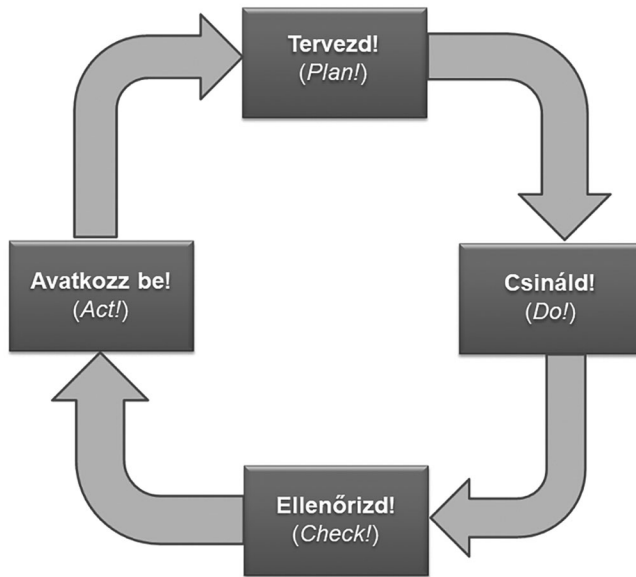 Tervezd!
(Plan!)
Csináld!
(Do!)
Ellenőrizd!
(Check!)
Avatkozz be!
(Act!)